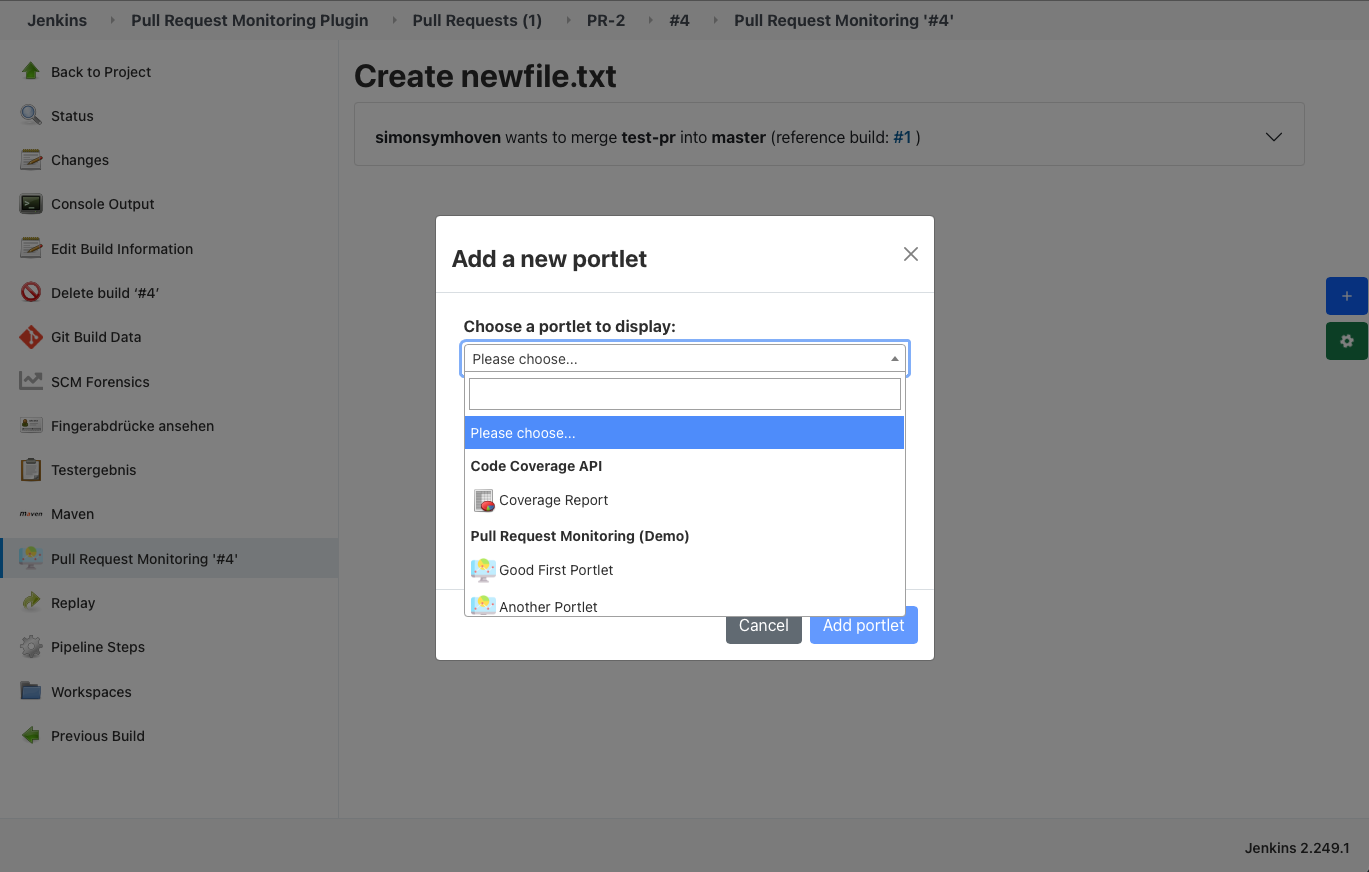 Jenkins Pull Request Monitoring Plugin Pull Requests (1) PR-2 #4 Pull Request Monitoring '#4'
Back to Project
Status
Changes
Console Output
Edit Build Information
Delete build ‘#4’
Git Build Data
SCM Forensics
Fingerabdrücke ansehen
Testergebnis
maven Maven
Pull Request Monitoring '#4'
Replay
Pipeline Steps
Workspaces
Previous Build
Create newfile.txt
simonsymhoven wants to merge test-pr into master (reference build: #1 )
Add a new portlet
Choose a portlet to display:
Please choose...
Please choose...
Code Coverage API
Coverage Report
Pull Request Monitoring (Demo)
Good First Portlet
Another Portlet
Cancel Add portlet
+
Jenkins 2.249.1